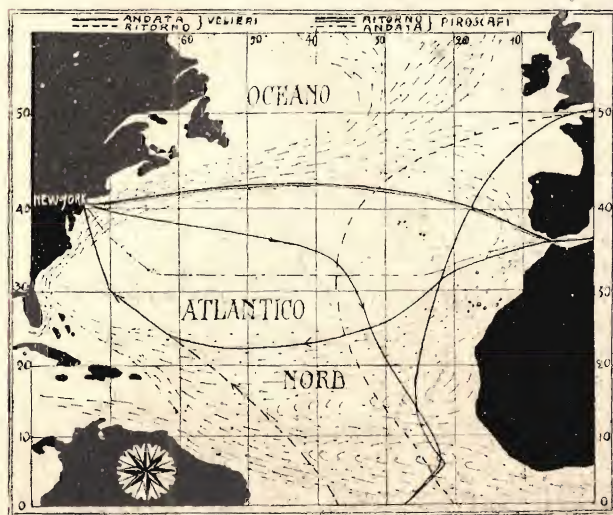 ANDATA } VELIERI RITORNO } PIROSCAFI
RITORNO ANDATA
60 50 40 30 20 10
OCEANO
50 50
NEW-YORK
40 40
30 30
ATLANTICO
20 20
NORD
10 10
0 0